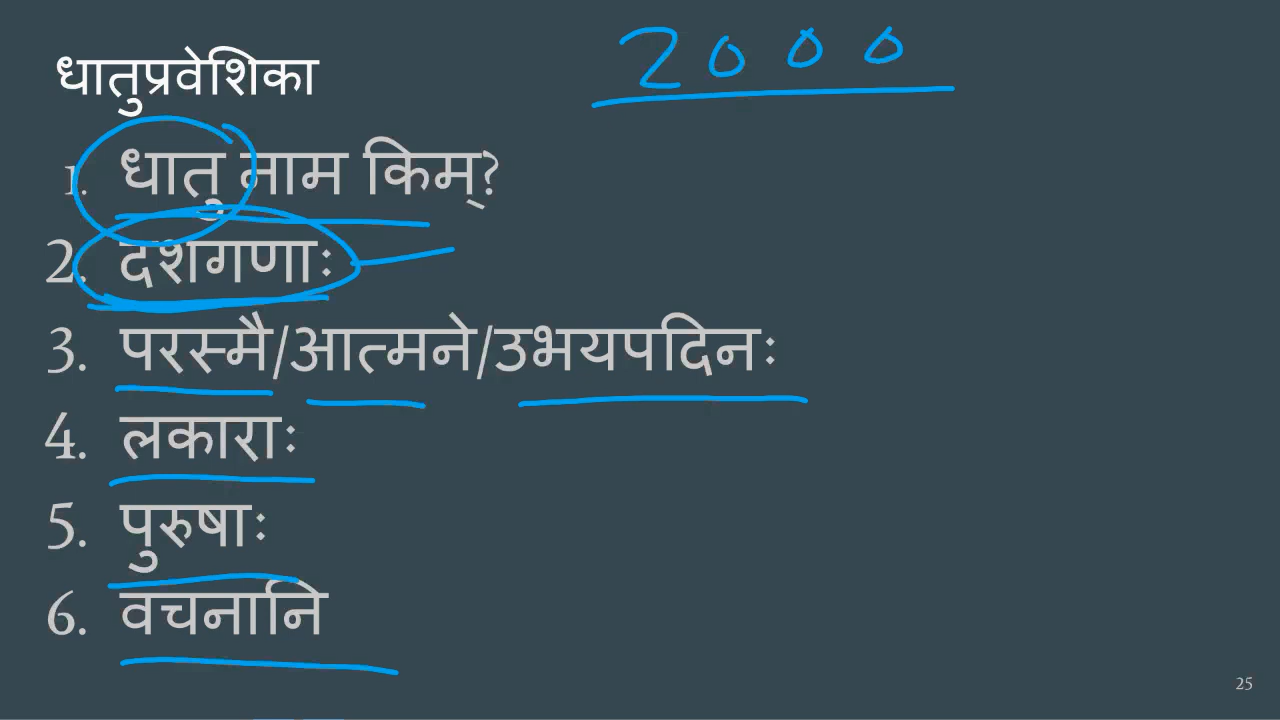 2000
धातुप्रवेशिका
1. धातु नाम किम्?
2. दशगणाः
3. परस्मै/आत्मने/उभयपदिनः
4. लकाराः
5. पुरुषाः
6. वचनानि
25